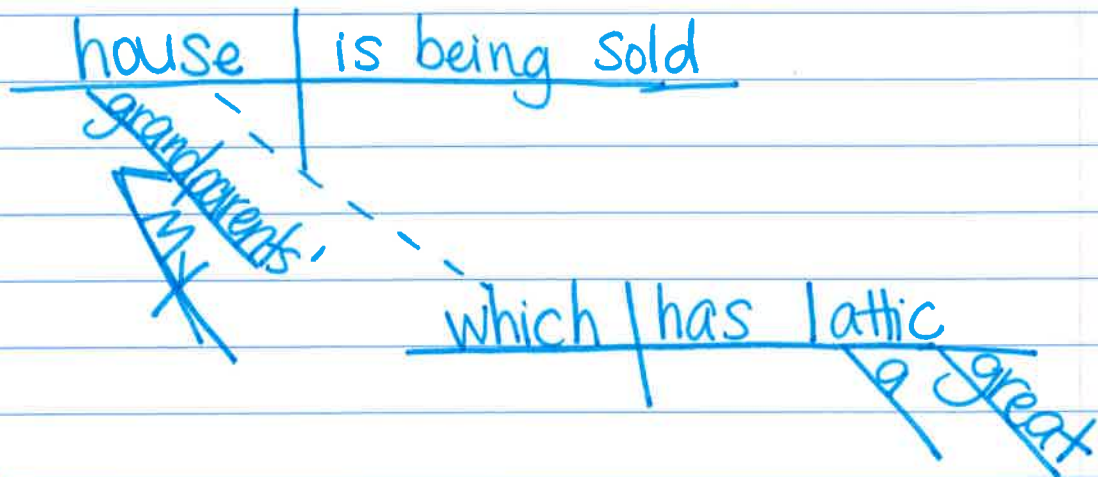 house is being sold
grandparents'
My
which has attic
a great